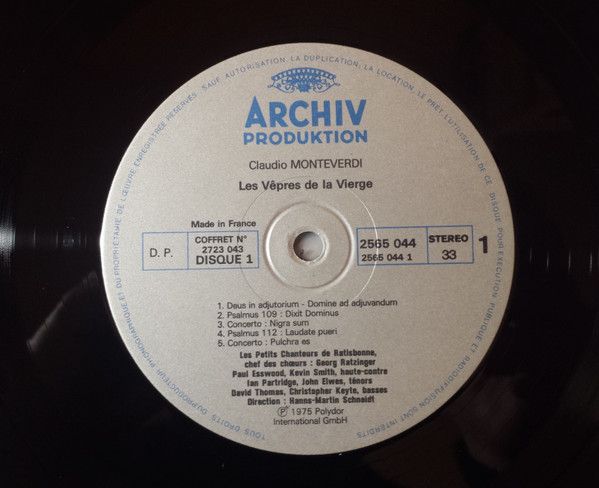 TOUS DROITS DU PRODUCTEUR PHONOGRAPHIQUE ET DU PROPRIÉTAIRE DE L'ŒUVRE ENREGISTRÉE RÉSERVÉS. SAUF AUTORISATION LA DUPLICATION, LA LOCATION, LE PRÊT, L'UTILISATION DE CE DISQUE POUR EXÉCUTION PUBLIQUE ET RADIODIFFUSION SONT INTERDITS
ARCHIV
PRODUKTION
Claudio MONTEVERDI
Les Vêpres de la Vierge
Made in France
D. P.
COFFRET N°
2723 043
DISQUE 1
2565 044
2565 044 1
STEREO
33
1
1. Deus in adjutorium - Domine ad adjuvandum
2. Psalmus 109 : Dixit Dominus
3. Concerto : Nigra sum
4. Psalmus 112 : Laudate pueri
5. Concerto : Pulchra es
Les Petits Chanteurs de Ratisbonne,
chef des chœurs : Georg Ratzinger
Paul Esswood, Kevin Smith, haute-contre
Ian Partridge, John Elwes, ténors
David Thomas, Christopher Keyte, basses
Direction : Hanns-Martin Schnaidt
℗ 1975 Polydor
International GmbH